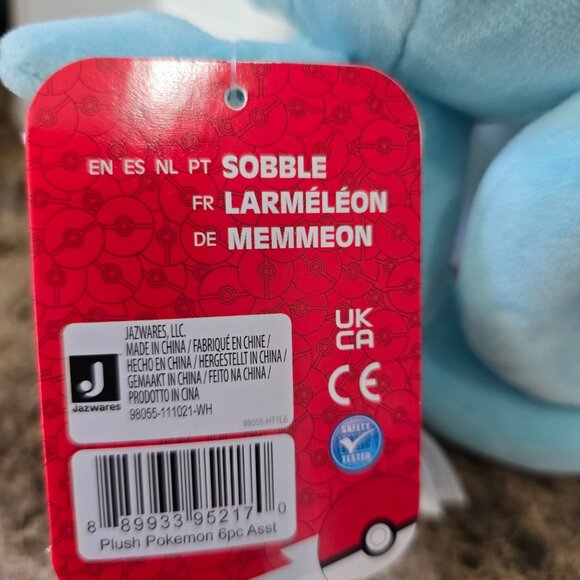 EN ES NL PT SOBBLE
FR LARMÉLÉON
DE MEMMEON
JAZWARES, LLC.
MADE IN CHINA / FABRIQUÉ EN CHINE /
HECHO EN CHINA / HERGESTELLT IN CHINA /
GEMAAKT IN CHINA / FEITO NA CHINA /
PRODOTTO IN CINA
98055-111021-WH
98055-HT7L6
J
Jazwares
UK
CA
CE
SAFETY
TESTED
8 89933 95217 0
Plush Pokemon 6pc Asst